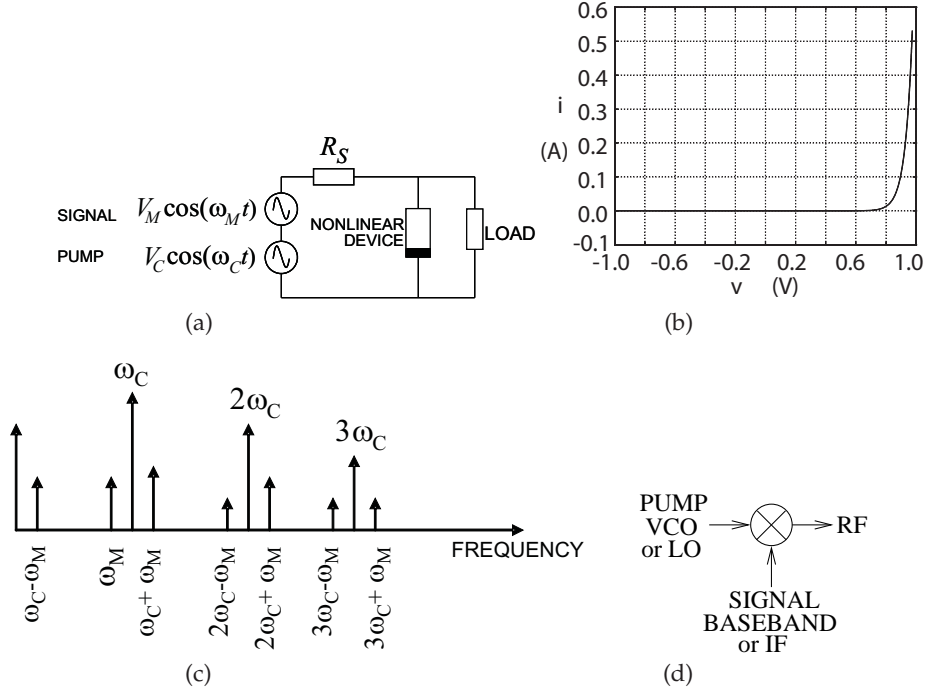 R_S
SIGNAL V_M cos(ω_M t)
PUMP V_C cos(ω_C t)
NONLINEAR
DEVICE
LOAD
(a)
0.6
0.5
0.4
i 0.3
(A) 0.2
0.1
0.0
-0.1
-1.0 -0.6 -0.2 0.2 0.6 1.0
v (V)
(b)
ω_C
2ω_C
3ω_C
FREQUENCY
ω_C-ω_M
ω_M
ω_C+ ω_M
2ω_C-ω_M
2ω_C+ ω_M
3ω_C-ω_M
3ω_C+ ω_M
(c)
PUMP
VCO
or LO
RF
SIGNAL
BASEBAND
or IF
(d)